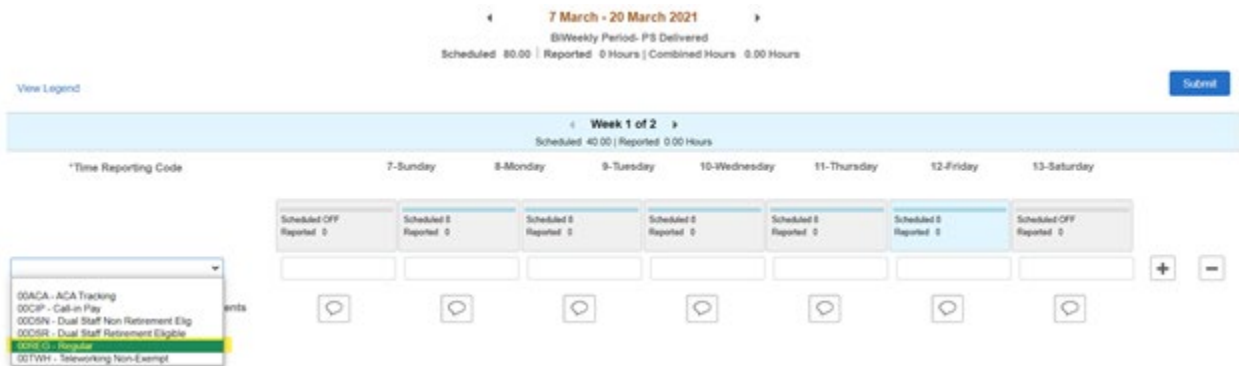 7 March - 20 March 2021
BiWeekly Period- PS Delivered
Scheduled 80.00 | Reported 0 Hours | Combined Hours 0.00 Hours
View Legend
Submit
Week 1 of 2
Scheduled 40.00 | Reported 0.00 Hours
*Time Reporting Code 7-Sunday 8-Monday 9-Tuesday 10-Wednesday 11-Thursday 12-Friday 13-Saturday
Scheduled OFF Scheduled 8 Scheduled 8 Scheduled 8 Scheduled 8 Scheduled 8 Scheduled OFF
Reported 0 Reported 0 Reported 0 Reported 0 Reported 0 Reported 0 Reported 0
00ACA - ACA Tracking
00CIP - Call-in Pay
ents
00DSN - Dual Staff Non Retirement Elig
00DSR - Dual Staff Retirement Eligible
00REG - Regular
00TWH - Teleworking Non-Exempt